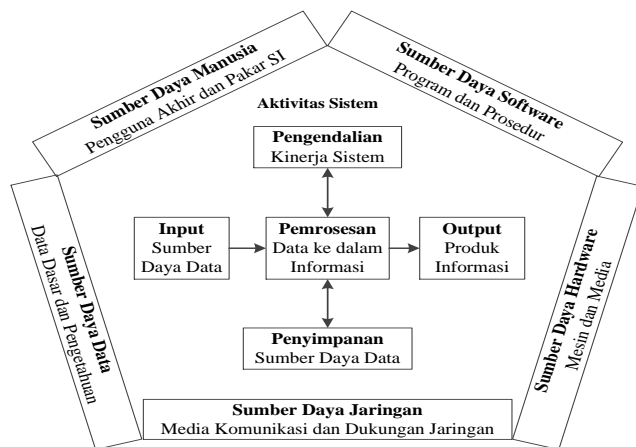 Sumber Daya Manusia
Pengguna Akhir dan Pakar SI
Sumber Daya Software
Program dan Prosedur
Aktivitas Sistem
Pengendalian
Kinerja Sistem
Input
Sumber
Daya Data
Pemrosesan
Data ke dalam
Informasi
Output
Produk
Informasi
Penyimpanan
Sumber Daya Data
Sumber Daya Data
Data Dasar dan Pengetahuan
Sumber Daya Hardware
Mesin dan Media
Sumber Daya Jaringan
Media Komunikasi dan Dukungan Jaringan